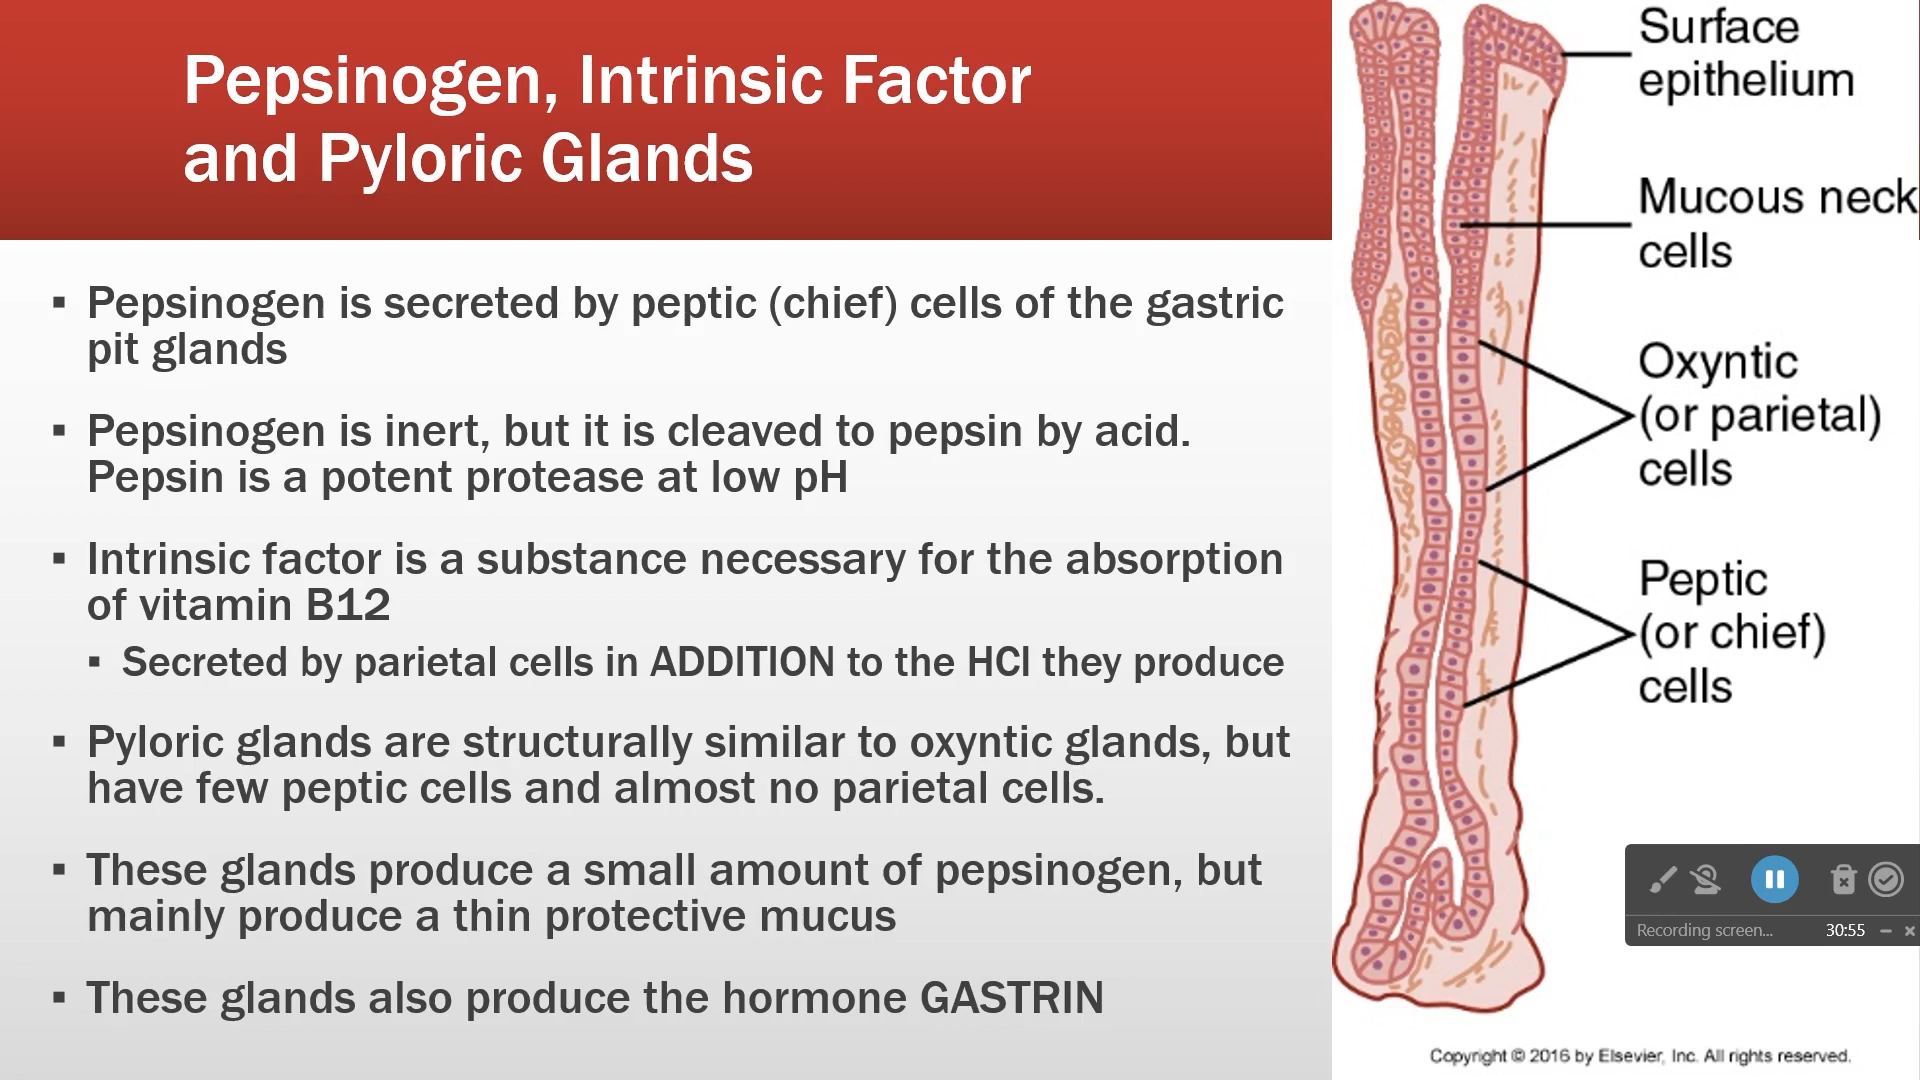 Pepsinogen, Intrinsic Factor
and Pyloric Glands
▪ Pepsinogen is secreted by peptic (chief) cells of the gastric
pit glands
▪ Pepsinogen is inert, but it is cleaved to pepsin by acid.
Pepsin is a potent protease at low pH
▪ Intrinsic factor is a substance necessary for the absorption
of vitamin B12
▪ Secreted by parietal cells in ADDITION to the HCl they produce
▪ Pyloric glands are structurally similar to oxyntic glands, but
have few peptic cells and almost no parietal cells.
▪ These glands produce a small amount of pepsinogen, but
mainly produce a thin protective mucus
▪ These glands also produce the hormone GASTRIN
Surface
epithelium
Mucous neck
cells
Oxyntic
(or parietal)
cells
Peptic
(or chief)
cells
Recording screen... 30:55
Copyright © 2016 by Elsevier, Inc. All rights reserved.